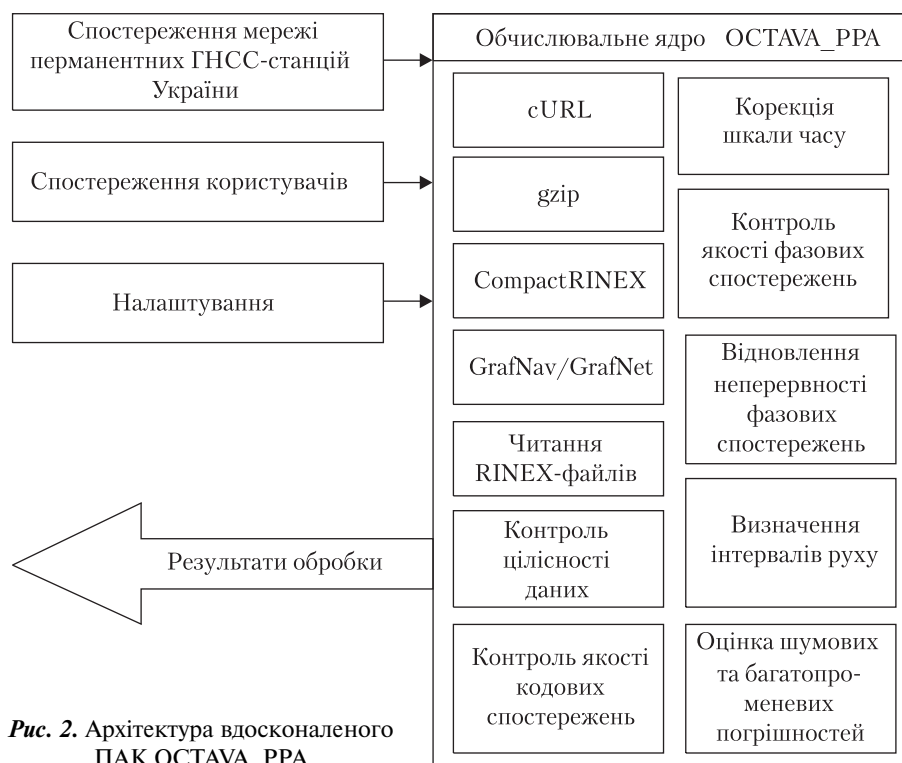 Спостереження мережі
перманентних ГНСС-станцій
України
Спостереження користувачів
Налаштування
Результати обробки
Обчислювальне ядро OCTAVA_PPA
cURL
gzip
CompactRINEX
GrafNav/GrafNet
Читання
RINEX-файлів
Контроль
цілісності
даних
Контроль якості
кодових
спостережень
Корекція
шкали часу
Контроль
якості фазових
спостережень
Відновлення
неперервності
фазових
спостережень
Визначення
інтервалів руху
Оцінка шумових
та багатопро-
меневих
погрішностей
Рис. 2. Архітектура вдосконаленого
ПАК OCTAVA_PPA